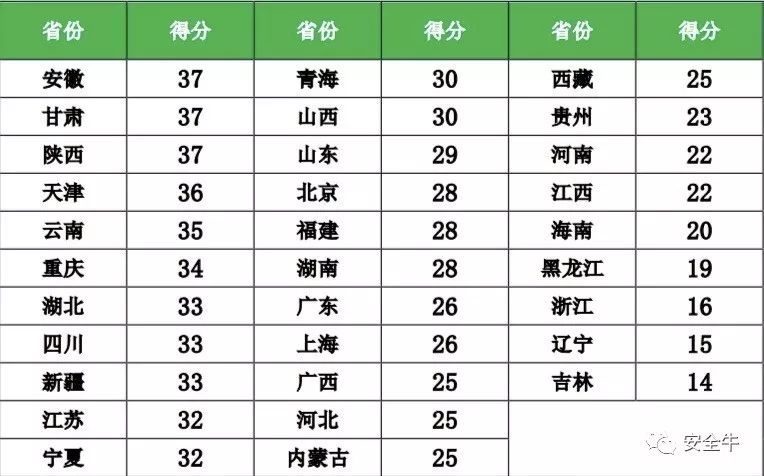 省份 得分 省份 得分 省份 得分
安徽 37 青海 30 西藏 25
甘肃 37 山西 30 贵州 23
陕西 37 山东 29 河南 22
天津 36 北京 28 江西 22
云南 35 福建 28 海南 20
重庆 34 湖南 28 黑龙江 19
湖北 33 广东 26 浙江 16
四川 33 上海 26 辽宁 15
新疆 33 广西 25 吉林 14
江苏 32 河北 25
宁夏 32 内蒙古 25
安全牛